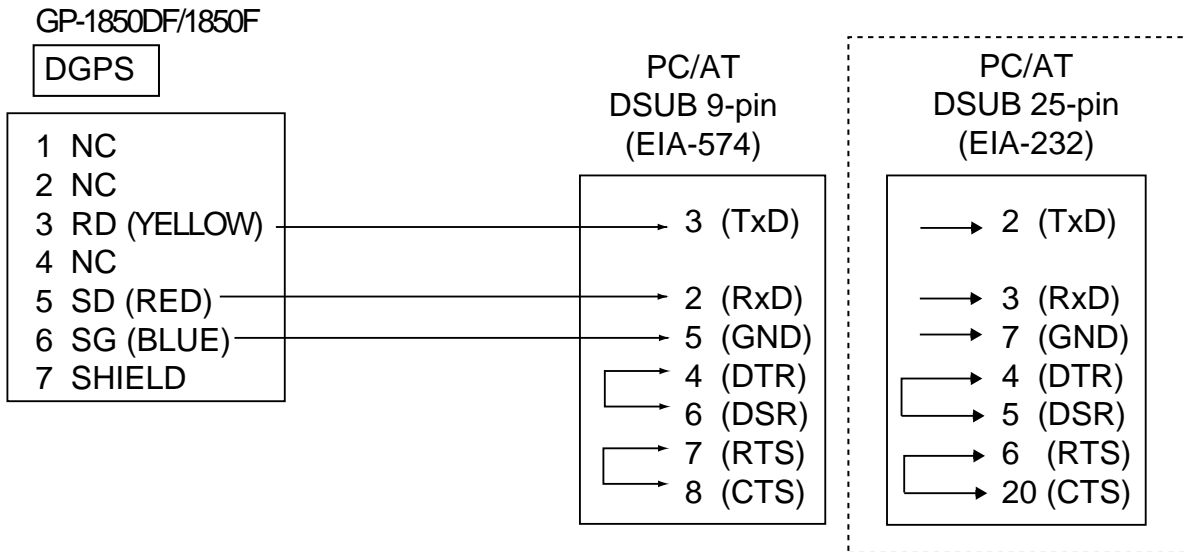 GP-1850DF/1850F
DGPS
1 NC
2 NC
3 RD (YELLOW)
4 NC
5 SD (RED)
6 SG (BLUE)
7 SHIELD
PC/AT
DSUB 9-pin
(EIA-574)
3 (TxD)
2 (RxD)
5 (GND)
4 (DTR)
6 (DSR)
7 (RTS)
8 (CTS)
PC/AT
DSUB 25-pin
(EIA-232)
2 (TxD)
3 (RxD)
7 (GND)
4 (DTR)
5 (DSR)
6 (RTS)
20 (CTS)